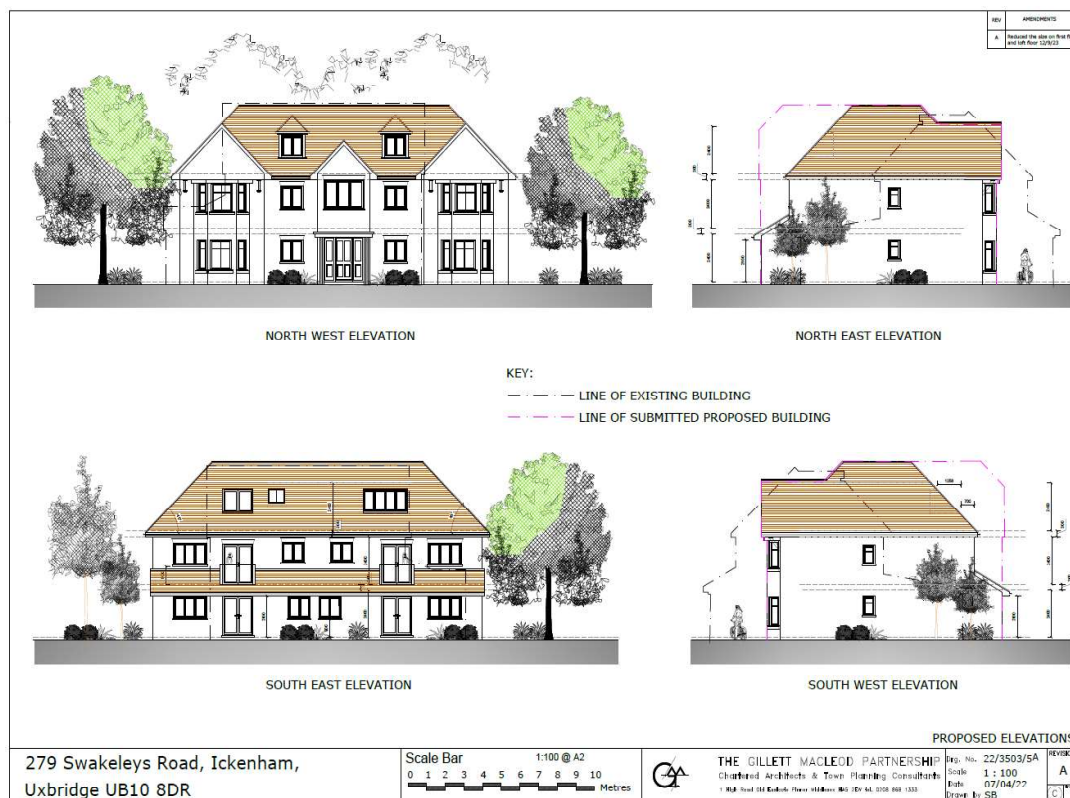 REV AMENDMENTS
A Reduced the size on first fl
and loft floor 12/9/23
NORTH WEST ELEVATION
NORTH EAST ELEVATION
KEY:
LINE OF EXISTING BUILDING
LINE OF SUBMITTED PROPOSED BUILDING
SOUTH EAST ELEVATION
SOUTH WEST ELEVATION
PROPOSED ELEVATIONS
279 Swakeleys Road, Ickenham,
Uxbridge UB10 8DR
Scale Bar 1:100 @ A2
0 1 2 3 4 5 6 7 8 9 10 Metres
THE GILLETT MACLEOD PARTNERSHIP
Chartered Architects & Town Planning Consultants
Drg. No. 22/3503/5A
Scale 1 : 100
Date 07/04/22
Drawn by SB
A